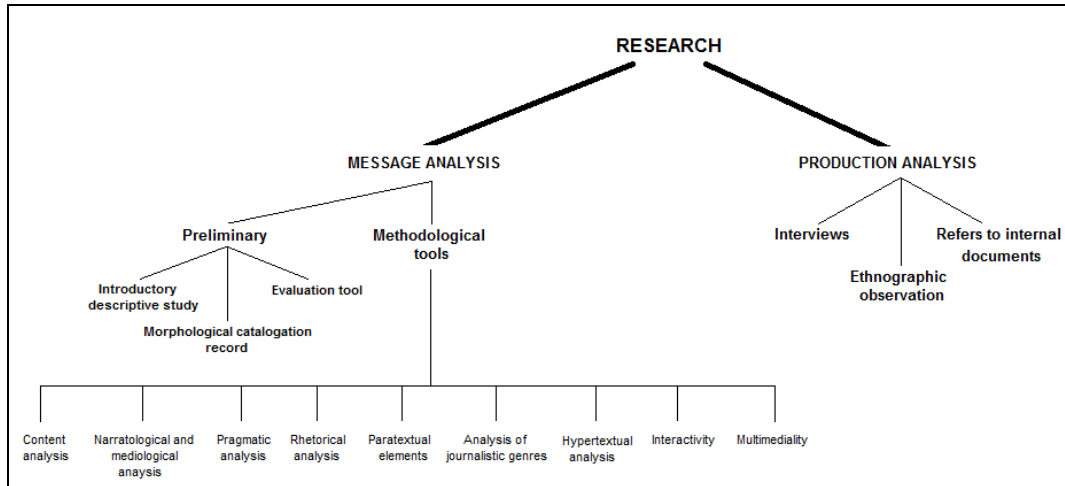 RESEARCH
MESSAGE ANALYSIS
PRODUCTION ANALYSIS
Preliminary
Methodological
tools
Interviews
Ethnographic
observation
Refers to internal
documents
Introductory
descriptive study
Morphological catalogation
record
Evaluation tool
Content
analysis
Narratological and
mediological
anaysis
Pragmatic
analysis
Rhetorical
analysis
Paratextual
elements
Analysis of
journalistic genres
Hypertextual
analysis
Interactivity
Multimediality